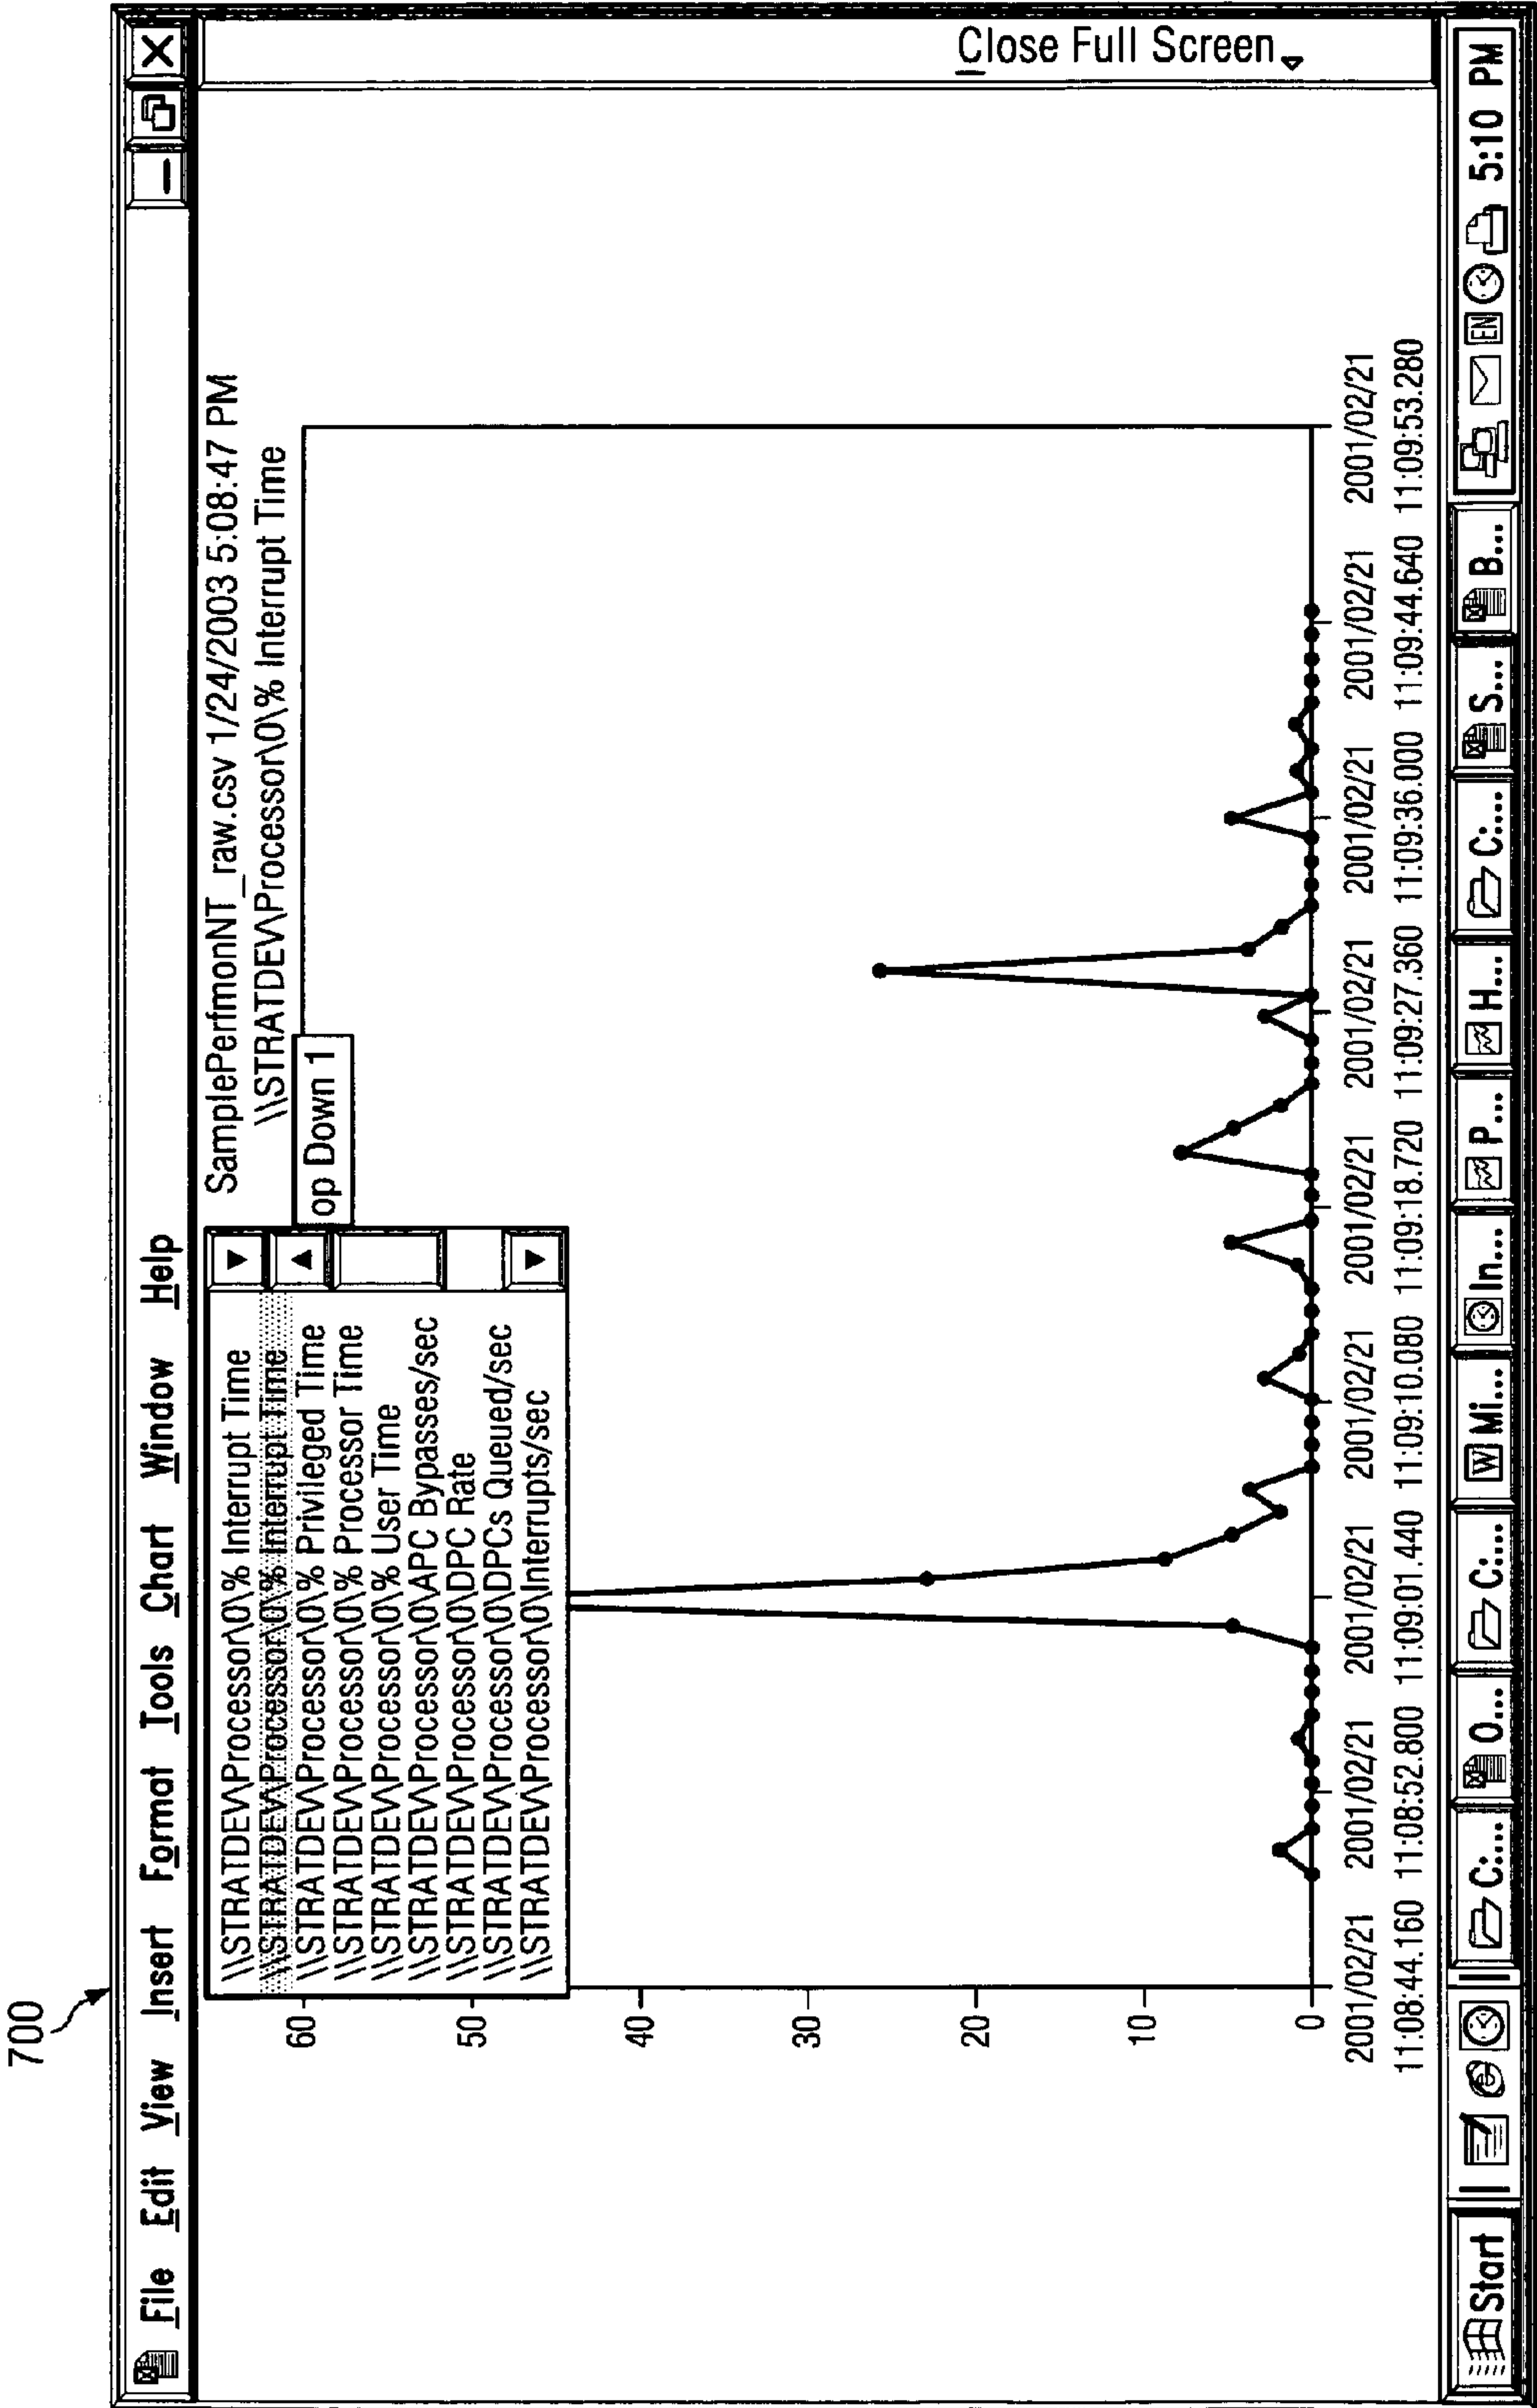 700
File Edit View Insert Format Tools Chart Window Help
SamplePerfmonNT_raw.csv 1/24/2003 5:08:47 PM
\\STRATDEV\Processor\0\% Interrupt Time
\\STRATDEV\Processor\0\% Interrupt Time
\\STRATDEV\Processor\0\% Interrupt Time
\\STRATDEV\Processor\0\% Privileged Time
\\STRATDEV\Processor\0\% Processor Time
\\STRATDEV\Processor\0\% User Time
\\STRATDEV\Processor\0\APC Bypasses/sec
\\STRATDEV\Processor\0\DPC Rate
\\STRATDEV\Processor\0\DPCs Queued/sec
\\STRATDEV\Processor\0\Interrupts/sec
op Down 1
60
50
40
30
20
10
0
2001/02/21 2001/02/21 2001/02/21 2001/02/21 2001/02/21 2001/02/21 2001/02/21 2001/02/21 2001/02/21
11:08:44.160 11:08:52.800 11:09:01.440 11:09:10.080 11:09:18.720 11:09:27.360 11:09:36.000 11:09:44.640 11:09:53.280
Close Full Screen
Start C:.... O... C:.... Mi... In... P... H... C:.... S... B... EN 5:10 PM